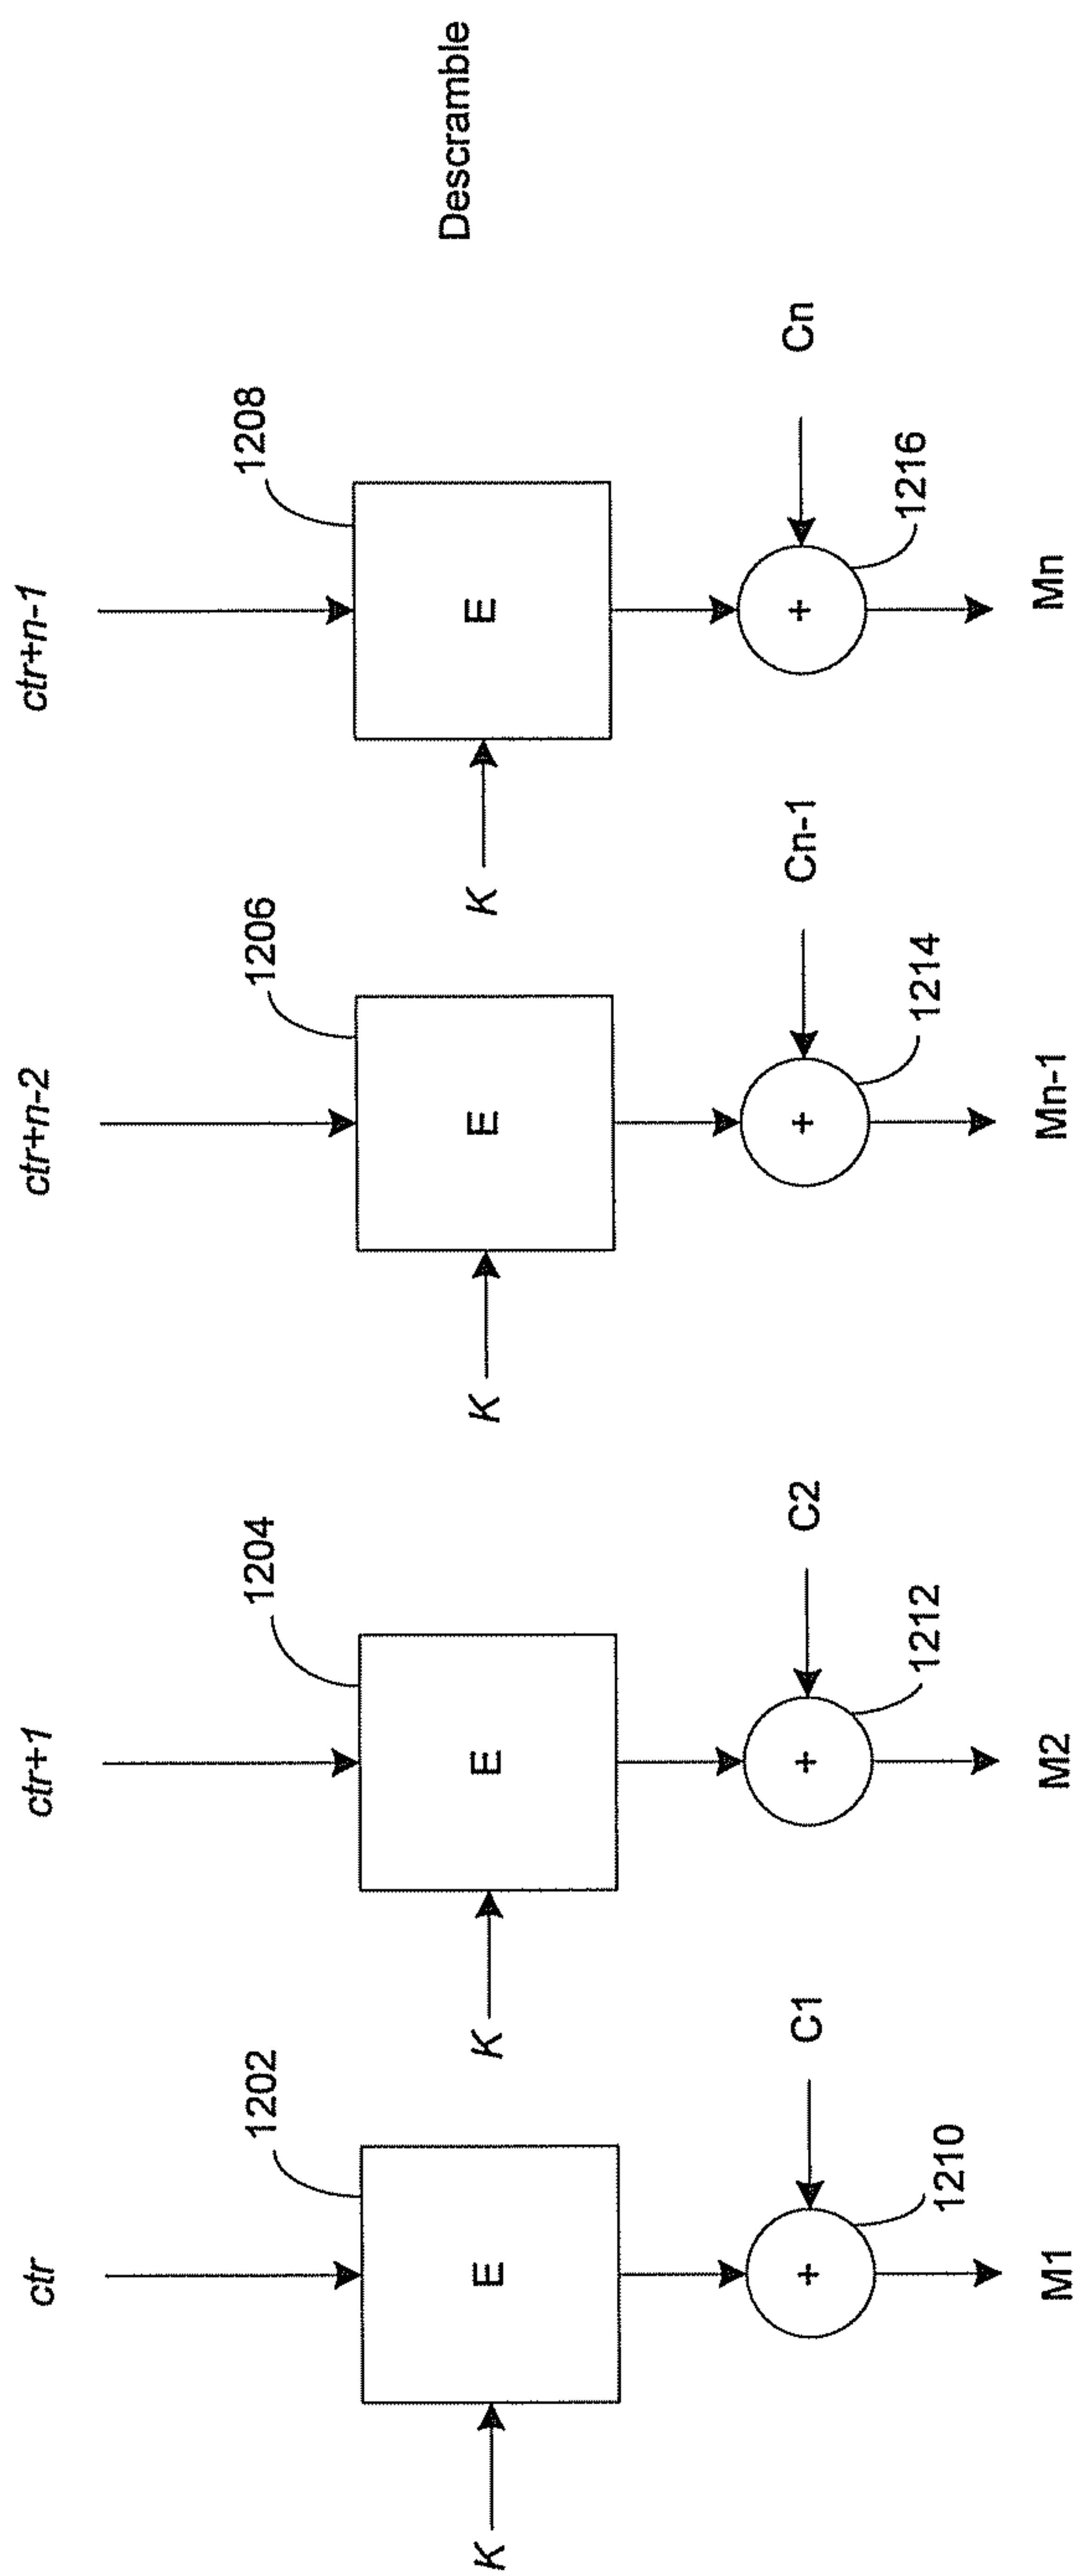 ctr
ctr+1
ctr+n-2
ctr+n-1
1202
1204
1206
1208
Descramble
K
E
K
E
K
E
K
E
C1
C2
Cn-1
Cn
+
+
+
+
1210
1212
1214
1216
M1
M2
Mn-1
Mn